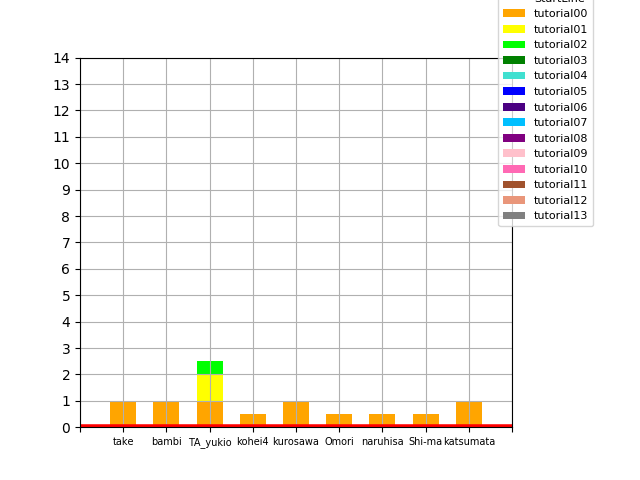 StartLine
tutorial00
tutorial01
tutorial02
tutorial03
tutorial04
tutorial05
tutorial06
tutorial07
tutorial08
tutorial09
tutorial10
tutorial11
tutorial12
tutorial13
14
13
12
11
10
9
8
7
6
5
4
3
2
1
0
take bambi TA_yukio kohei4 kurosawa Omori naruhisa Shi-ma katsumata